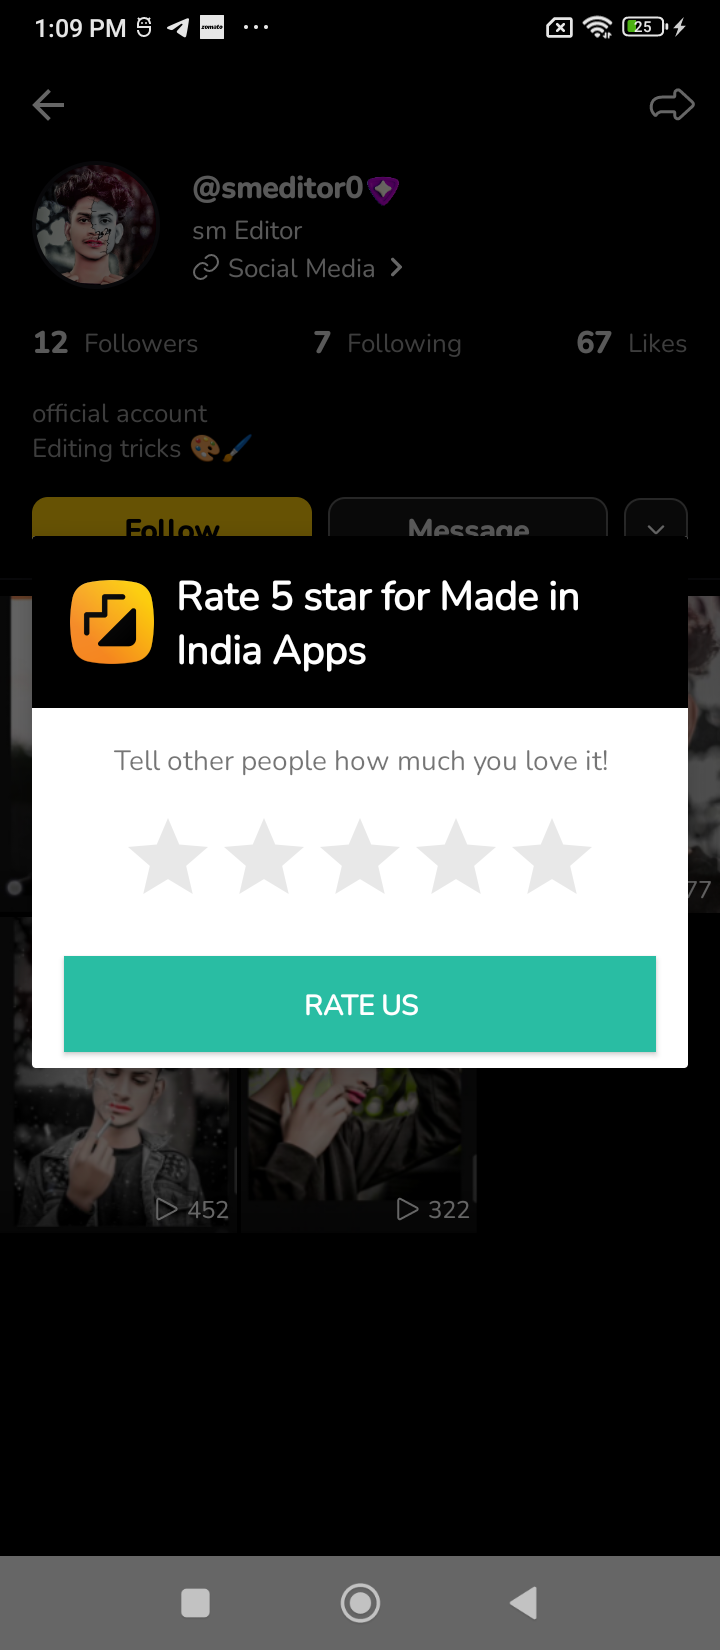 1:09 PM
zomato
25
@smeditor0
sm Editor
Social Media
12 Followers 7 Following 67 Likes
official account
Editing tricks 🎨🖌️
Follow Message
Rate 5 star for Made in
India Apps
Tell other people how much you love it!
77
RATE US
452 322